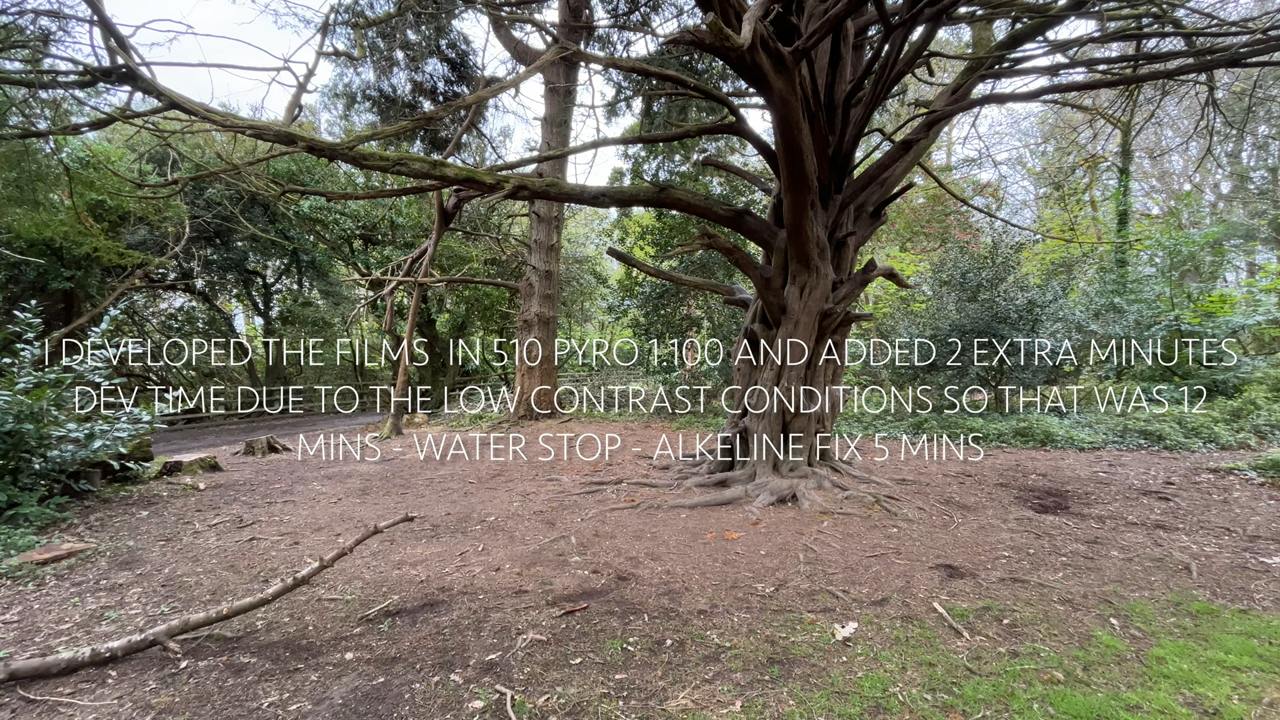 I DEVELOPED THE FILMS IN 510 PYRO 1:100 AND ADDED 2 EXTRA MINUTES
DEV TIME DUE TO THE LOW CONTRAST CONDITIONS SO THAT WAS 12
MINS - WATER STOP - ALKELINE FIX 5 MINS